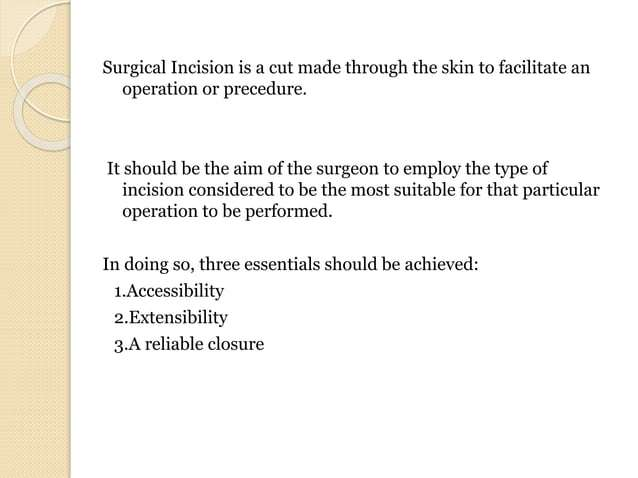 Surgical Incision is a cut made through the skin to facilitate an
operation or precedure.
It should be the aim of the surgeon to employ the type of
incision considered to be the most suitable for that particular
operation to be performed.
In doing so, three essentials should be achieved:
1.Accessibility
2.Extensibility
3.A reliable closure